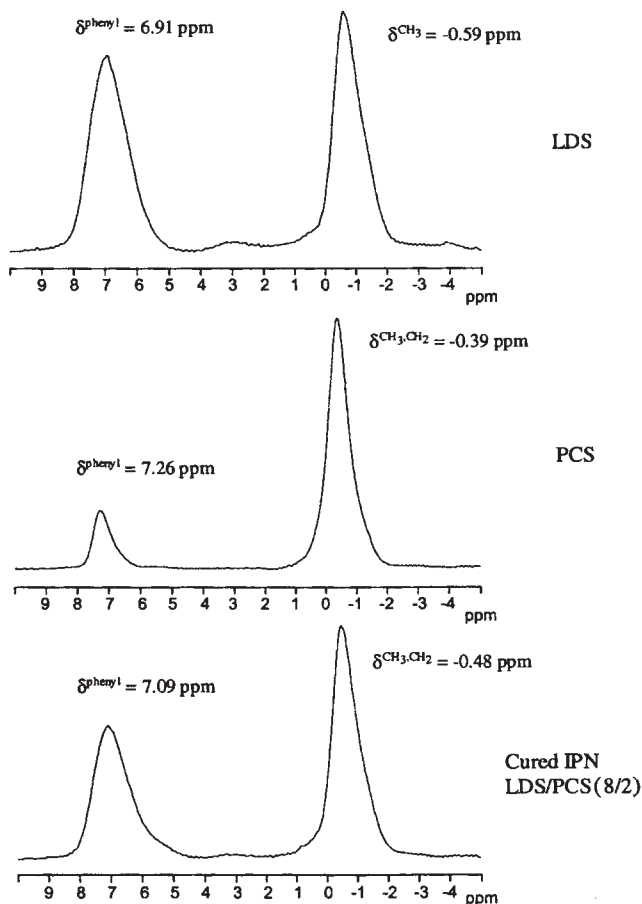 δphenyl = 6.91 ppm
δCH3 = -0.59 ppm
LDS
9 8 7 6 5 4 3 2 1 0 -1 -2 -3 -4
ppm
δCH3,CH2 = -0.39 ppm
PCS
δphenyl = 7.26 ppm
9 8 7 6 5 4 3 2 1 0 -1 -2 -3 -4
ppm
δCH3,CH2 = -0.48 ppm
δphenyl = 7.09 ppm
Cured IPN
LDS/PCS(8/2)
9 8 7 6 5 4 3 2 1 0 -1 -2 -3 -4
ppm